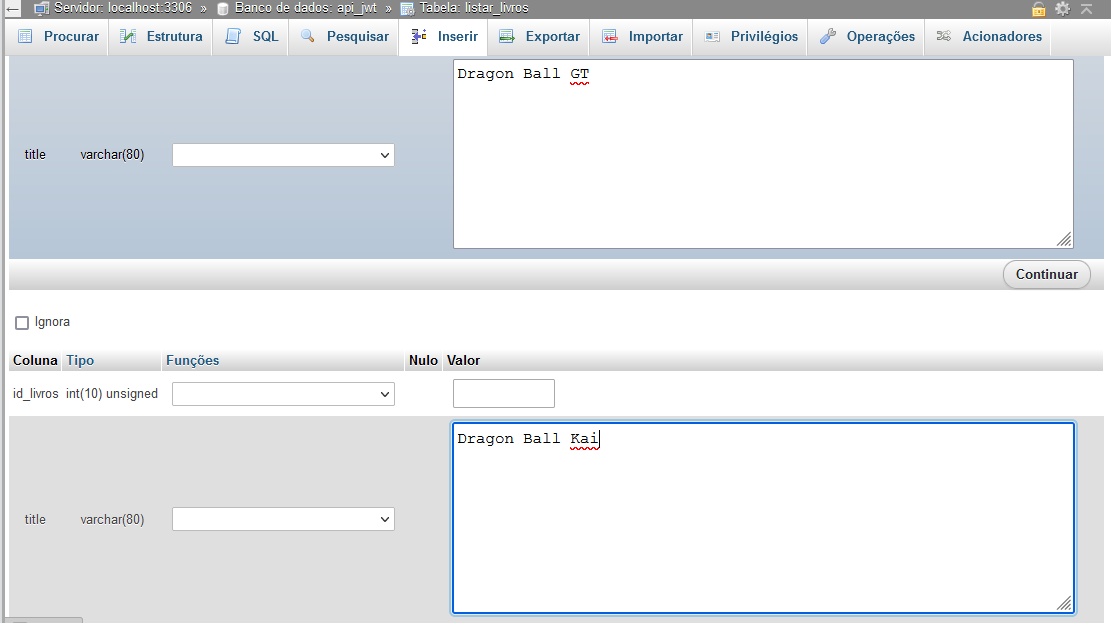 Servidor: localhost:3306 » Banco de dados: api_jwt » Tabela: listar_livros
Procurar Estrutura SQL Pesquisar Inserir Exportar Importar Privilégios Operações Acionadores
Dragon Ball GT
title varchar(80)
Continuar
Ignora
Coluna Tipo Funções Nulo Valor
id_livros int(10) unsigned
Dragon Ball Kai
title varchar(80)